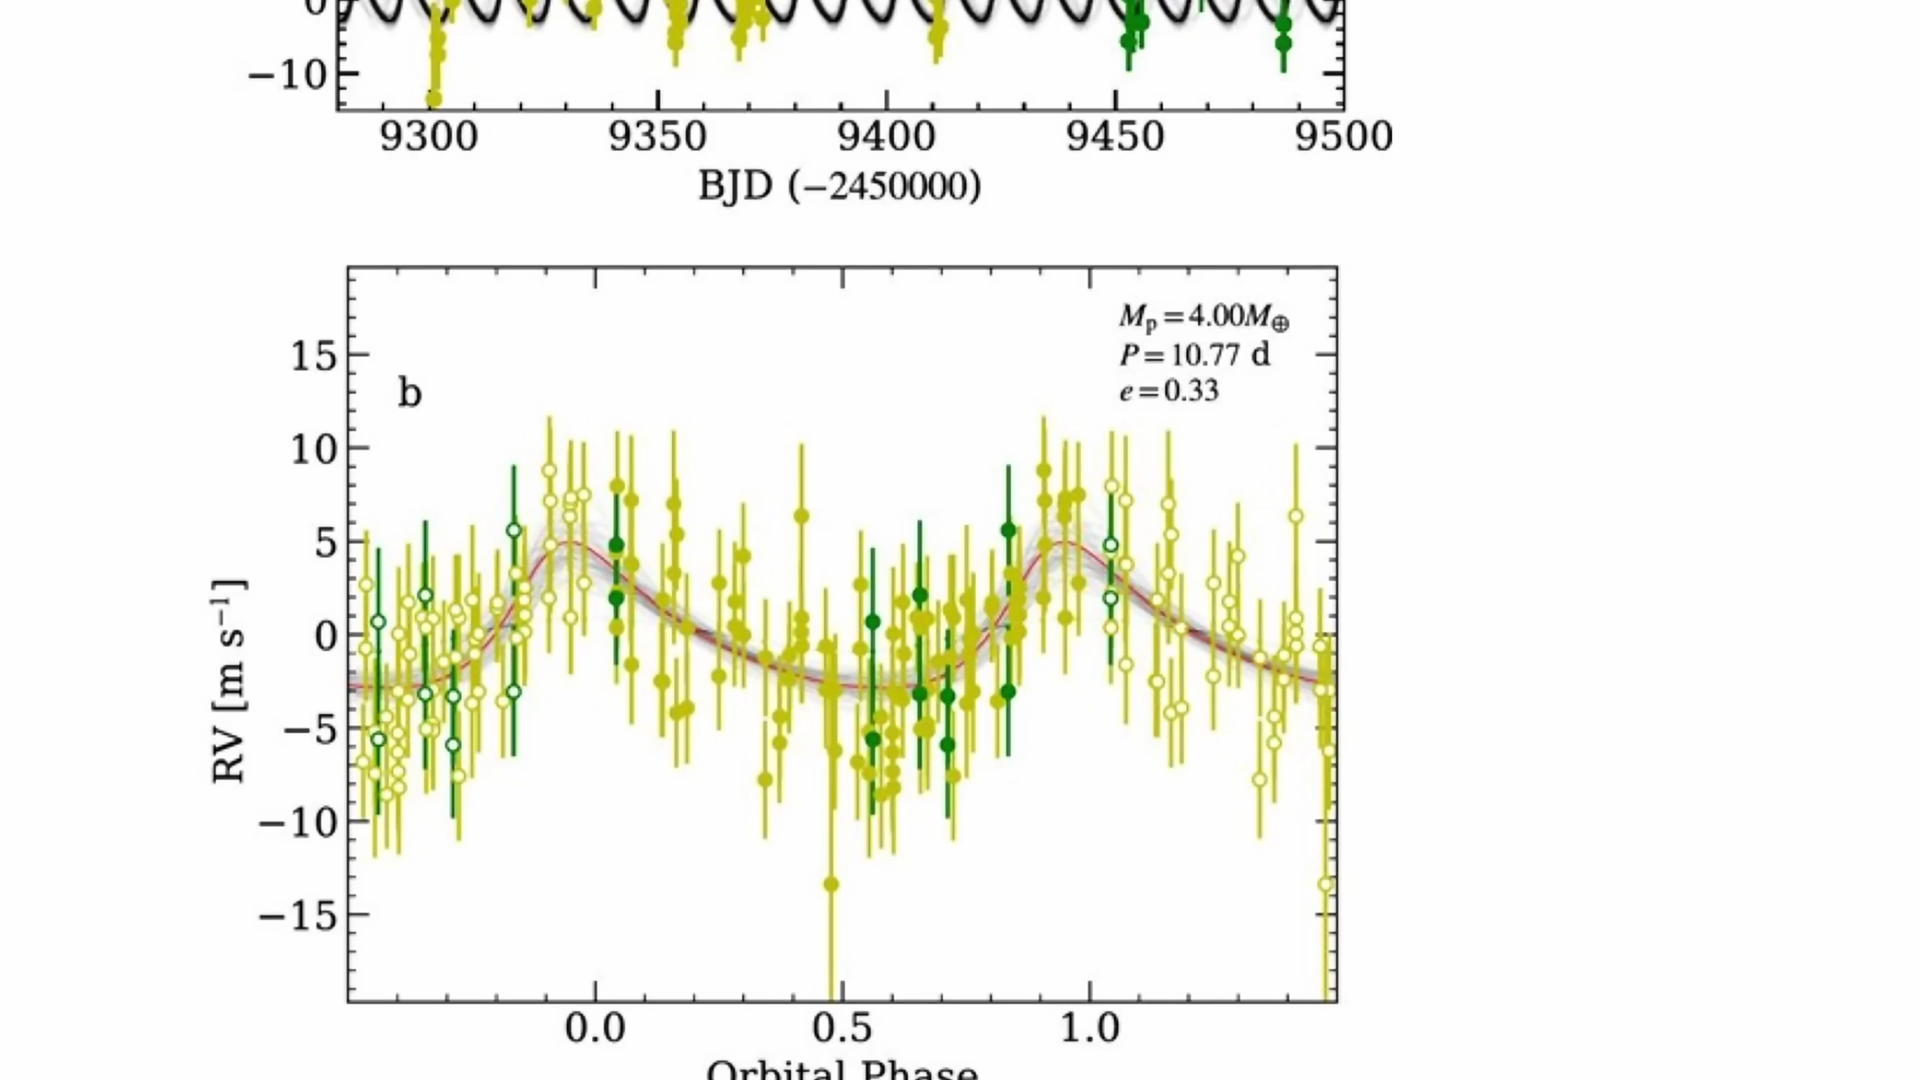 0
−10
9300 9350 9400 9450 9500
BJD (−2450000)
Mp = 4.00M⊕
P = 10.77 d
e = 0.33
b
15
10
5
0
−5
−10
−15
RV [m s⁻¹]
0.0 0.5 1.0
Orbital Phase